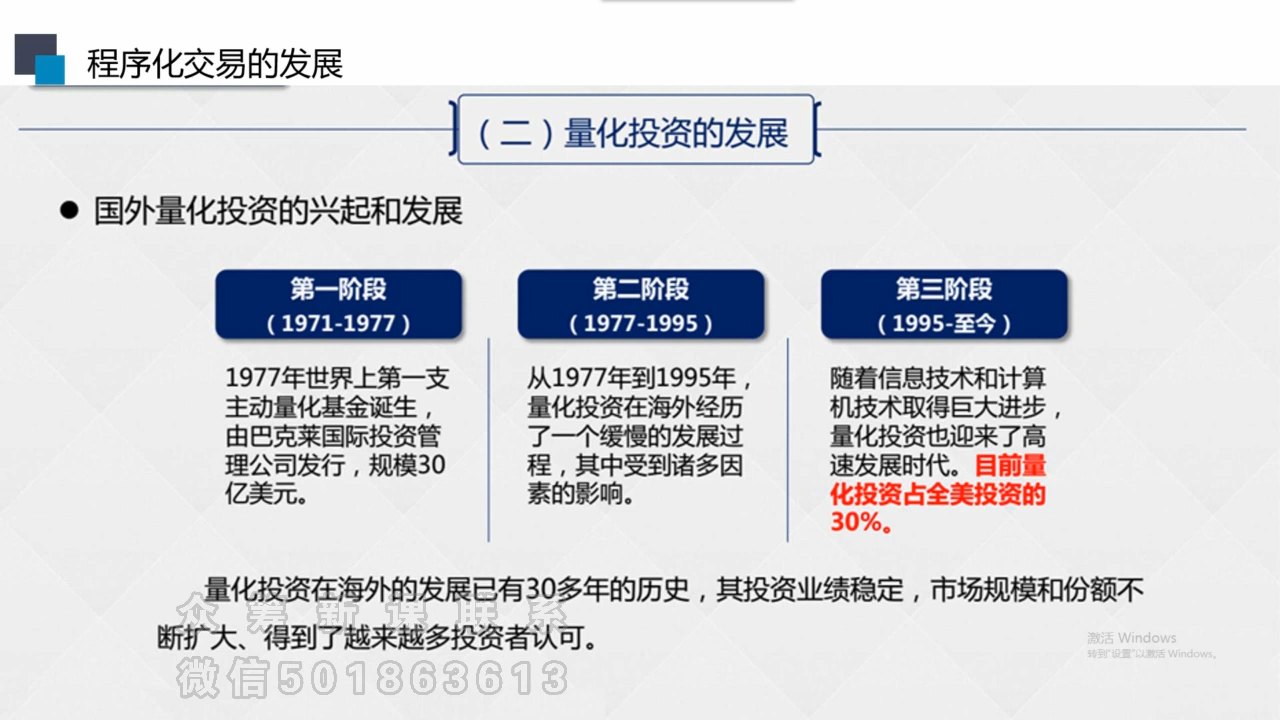 程序化交易的发展
（二）量化投资的发展
● 国外量化投资的兴起和发展
第一阶段
（1971-1977）
1977年世界上第一支
主动量化基金诞生，
由巴克莱国际投资管
理公司发行，规模30
亿美元。
第二阶段
（1977-1995）
从1977年到1995年，
量化投资在海外经历
了一个缓慢的发展过
程，其中受到诸多因
素的影响。
第三阶段
（1995-至今）
随着信息技术和计算
机技术取得巨大进步，
量化投资也迎来了高
速发展时代。目前量
化投资占全美投资的
30%。
量化投资在海外的发展已有30多年的历史，其投资业绩稳定，市场规模和份额不
断扩大、得到了越来越多投资者认可。
众筹新课联系
微信501863613
激活 Windows
转到"设置"以激活 Windows。